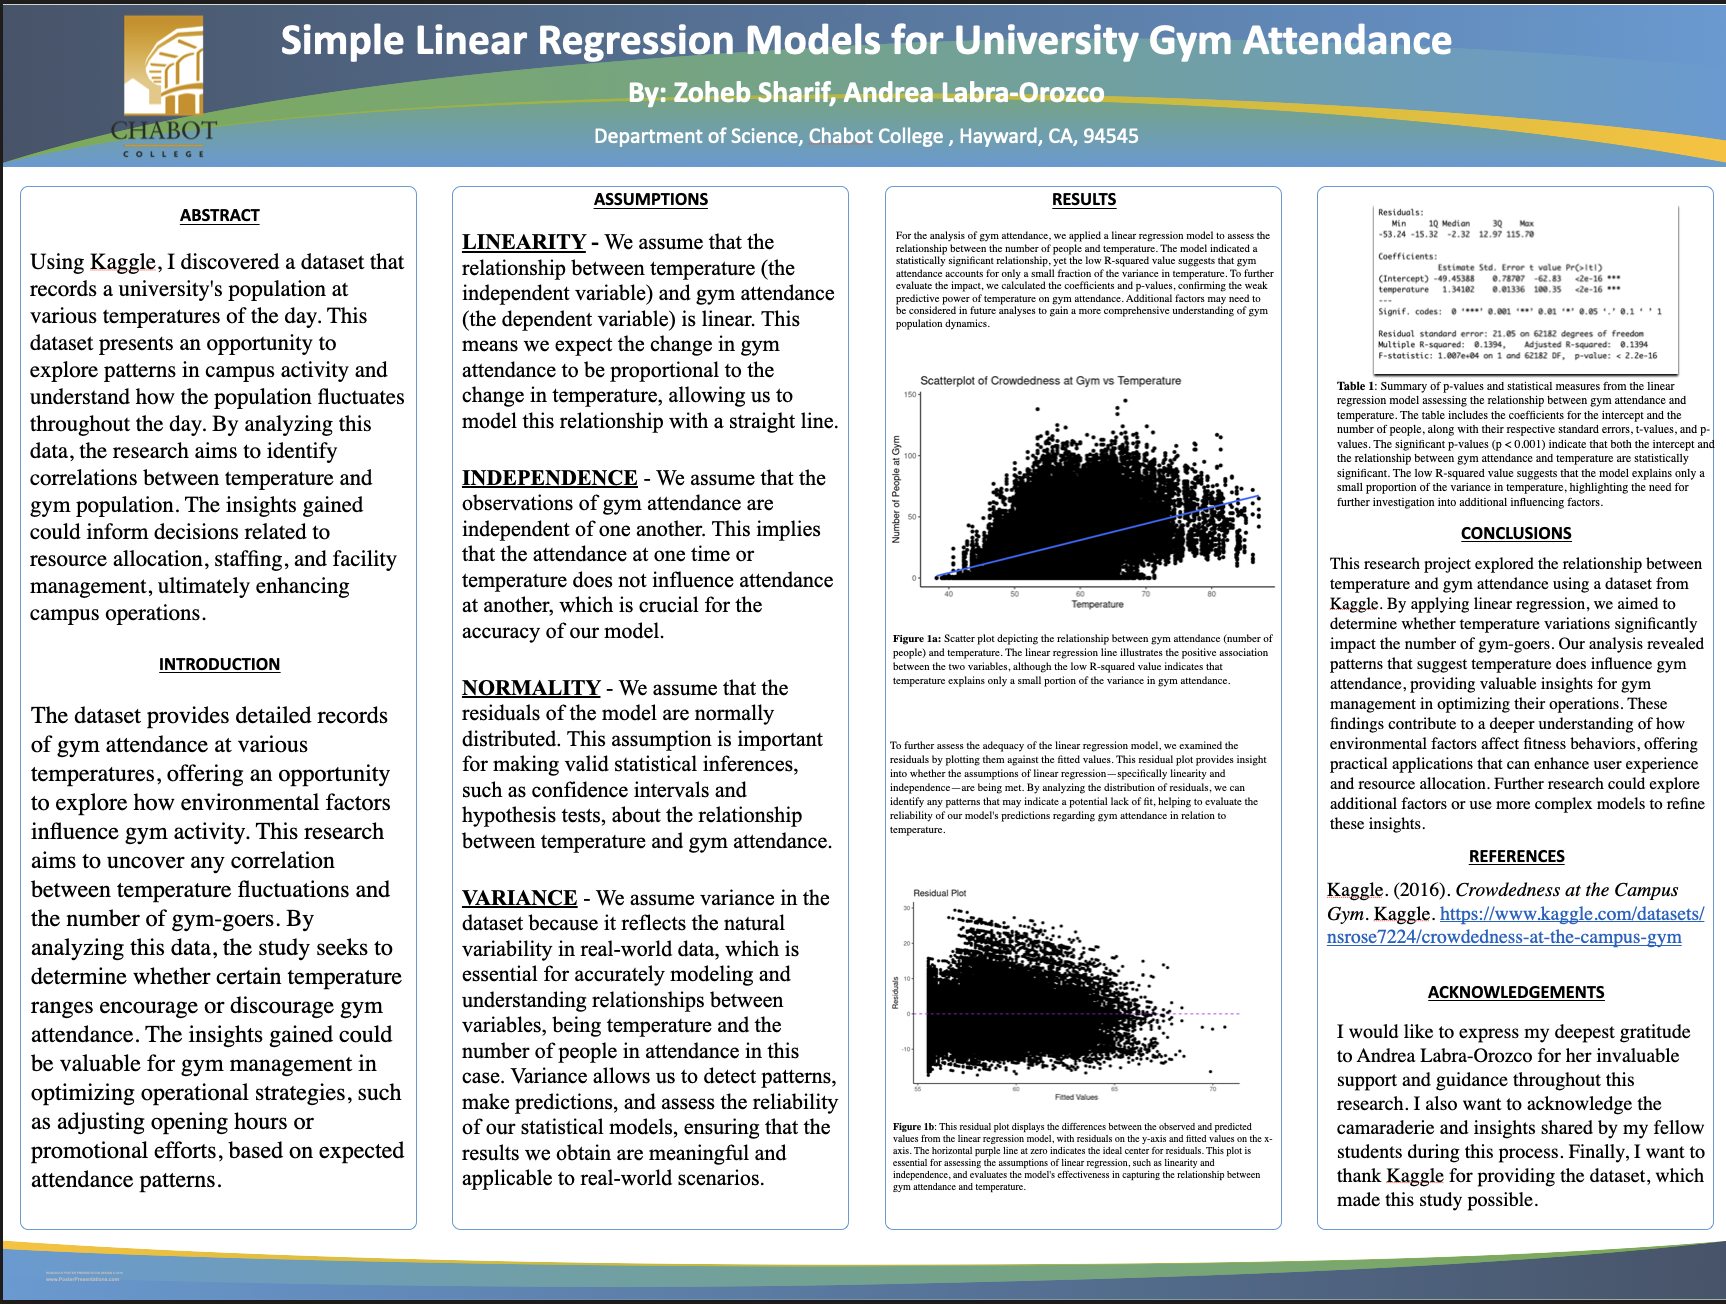 Simple Linear Regression Models for University Gym Attendance
By: Zoheb Sharif, Andrea Labra-Orozco
Department of Science, Chabot College , Hayward, CA, 94545
CHABOT
COLLEGE
ABSTRACT
Using Kaggle, I discovered a dataset that
records a university's population at
various temperatures of the day. This
dataset presents an opportunity to
explore patterns in campus activity and
understand how the population fluctuates
throughout the day. By analyzing this
data, the research aims to identify
correlations between temperature and
gym population. The insights gained
could inform decisions related to
resource allocation, staffing, and facility
management, ultimately enhancing
campus operations.
INTRODUCTION
The dataset provides detailed records
of gym attendance at various
temperatures, offering an opportunity
to explore how environmental factors
influence gym activity. This research
aims to uncover any correlation
between temperature fluctuations and
the number of gym-goers. By
analyzing this data, the study seeks to
determine whether certain temperature
ranges encourage or discourage gym
attendance. The insights gained could
be valuable for gym management in
optimizing operational strategies, such
as adjusting opening hours or
promotional efforts, based on expected
attendance patterns.
ASSUMPTIONS
LINEARITY - We assume that the
relationship between temperature (the
independent variable) and gym attendance
(the dependent variable) is linear. This
means we expect the change in gym
attendance to be proportional to the
change in temperature, allowing us to
model this relationship with a straight line.
INDEPENDENCE - We assume that the
observations of gym attendance are
independent of one another. This implies
that the attendance at one time or
temperature does not influence attendance
at another, which is crucial for the
accuracy of our model.
NORMALITY - We assume that the
residuals of the model are normally
distributed. This assumption is important
for making valid statistical inferences,
such as confidence intervals and
hypothesis tests, about the relationship
between temperature and gym attendance.
VARIANCE - We assume variance in the
dataset because it reflects the natural
variability in real-world data, which is
essential for accurately modeling and
understanding relationships between
variables, being temperature and the
number of people in attendance in this
case. Variance allows us to detect patterns,
make predictions, and assess the reliability
of our statistical models, ensuring that the
results we obtain are meaningful and
applicable to real-world scenarios.
RESULTS
For the analysis of gym attendance, we applied a linear regression model to assess the
relationship between the number of people and temperature. The model indicated a
statistically significant relationship, yet the low R-squared value suggests that gym
attendance accounts for only a small fraction of the variance in temperature. To further
evaluate the impact, we calculated the coefficients and p-values, confirming the weak
predictive power of temperature on gym attendance. Additional factors may need to
be considered in future analyses to gain a more comprehensive understanding of gym
population dynamics.
Scatterplot of Crowdedness at Gym vs Temperature
Number of People at Gym
150
100
50
0
40 50 60 70 80
Temperature
Figure 1a: Scatter plot depicting the relationship between gym attendance (number of
people) and temperature. The linear regression line illustrates the positive association
between the two variables, although the low R-squared value indicates that
temperature explains only a small portion of the variance in gym attendance.
To further assess the adequacy of the linear regression model, we examined the
residuals by plotting them against the fitted values. This residual plot provides insight
into whether the assumptions of linear regression—specifically linearity and
independence—are being met. By analyzing the distribution of residuals, we can
identify any patterns that may indicate a potential lack of fit, helping to evaluate the
reliability of our model's predictions regarding gym attendance in relation to
temperature.
Residual Plot
Residuals
30
20
10
0
-10
55 60 65 70
Fitted Values
Figure 1b: This residual plot displays the differences between the observed and predicted
values from the linear regression model, with residuals on the y-axis and fitted values on the x-
axis. The horizontal purple line at zero indicates the ideal center for residuals. This plot is
essential for assessing the assumptions of linear regression, such as linearity and
independence, and evaluates the model's effectiveness in capturing the relationship between
gym attendance and temperature.
Residuals:
Min 1Q Median 3Q Max
-53.24 -15.32 -2.32 12.97 115.70
Coefficients:
Estimate Std. Error t value Pr(>|t|)
(Intercept) -49.45388 0.78707 -62.83 <2e-16 ***
temperature 1.34102 0.01336 100.35 <2e-16 ***
---
Signif. codes: 0 '***' 0.001 '**' 0.01 '*' 0.05 '.' 0.1 ' ' 1
Residual standard error: 21.05 on 62182 degrees of freedom
Multiple R-squared: 0.1394, Adjusted R-squared: 0.1394
F-statistic: 1.007e+04 on 1 and 62182 DF, p-value: < 2.2e-16
Table 1: Summary of p-values and statistical measures from the linear
regression model assessing the relationship between gym attendance and
temperature. The table includes the coefficients for the intercept and the
number of people, along with their respective standard errors, t-values, and p-
values. The significant p-values (p < 0.001) indicate that both the intercept and
the relationship between gym attendance and temperature are statistically
significant. The low R-squared value suggests that the model explains only a
small proportion of the variance in temperature, highlighting the need for
further investigation into additional influencing factors.
CONCLUSIONS
This research project explored the relationship between
temperature and gym attendance using a dataset from
Kaggle. By applying linear regression, we aimed to
determine whether temperature variations significantly
impact the number of gym-goers. Our analysis revealed
patterns that suggest temperature does influence gym
attendance, providing valuable insights for gym
management in optimizing their operations. These
findings contribute to a deeper understanding of how
environmental factors affect fitness behaviors, offering
practical applications that can enhance user experience
and resource allocation. Further research could explore
additional factors or use more complex models to refine
these insights.
REFERENCES
Kaggle. (2016). Crowdedness at the Campus
Gym. Kaggle. https://www.kaggle.com/datasets/
nsrose7224/crowdedness-at-the-campus-gym
ACKNOWLEDGEMENTS
I would like to express my deepest gratitude
to Andrea Labra-Orozco for her invaluable
support and guidance throughout this
research. I also want to acknowledge the
camaraderie and insights shared by my fellow
students during this process. Finally, I want to
thank Kaggle for providing the dataset, which
made this study possible.
www.PosterPresentations.com